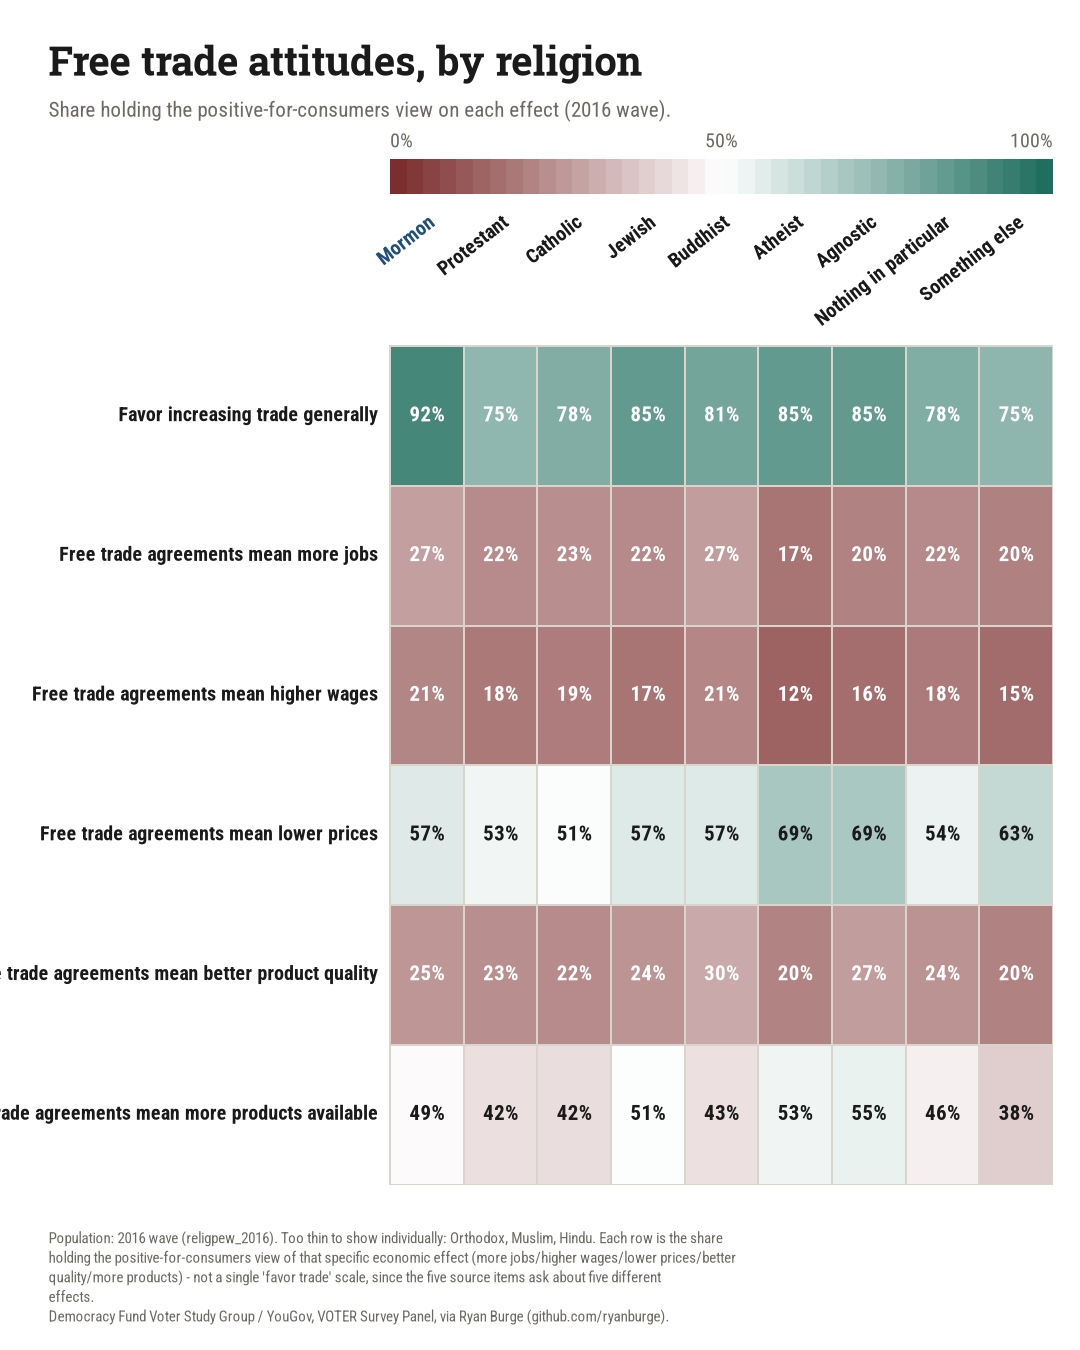 Free trade attitudes, by religion
Share holding the positive-for-consumers view on each effect (2016 wave).
0% 50% 100%
Mormon Protestant Catholic Jewish Buddhist Atheist Agnostic Nothing in particular Something else
Favor increasing trade generally 92% 75% 78% 85% 81% 85% 85% 78% 75%
Free trade agreements mean more jobs 27% 22% 23% 22% 27% 17% 20% 22% 20%
Free trade agreements mean higher wages 21% 18% 19% 17% 21% 12% 16% 18% 15%
Free trade agreements mean lower prices 57% 53% 51% 57% 57% 69% 69% 54% 63%
trade agreements mean better product quality 25% 23% 22% 24% 30% 20% 27% 24% 20%
rade agreements mean more products available 49% 42% 42% 51% 43% 53% 55% 46% 38%
Population: 2016 wave (religpew_2016). Too thin to show individually: Orthodox, Muslim, Hindu. Each row is the share
holding the positive-for-consumers view of that specific economic effect (more jobs/higher wages/lower prices/better
quality/more products) - not a single 'favor trade' scale, since the five source items ask about five different
effects.
Democracy Fund Voter Study Group / YouGov, VOTER Survey Panel, via Ryan Burge (github.com/ryanburge).